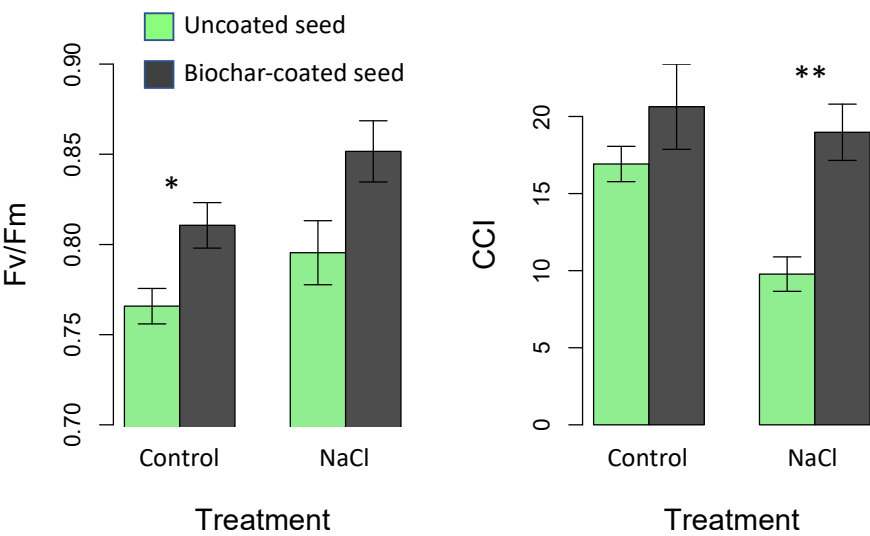 Uncoated seed
Biochar-coated seed
Fv/Fm
0.90
0.85
0.80
0.75
0.70
*
Control
NaCl
Treatment
CCI
20
15
10
5
0
**
Control
NaCl
Treatment